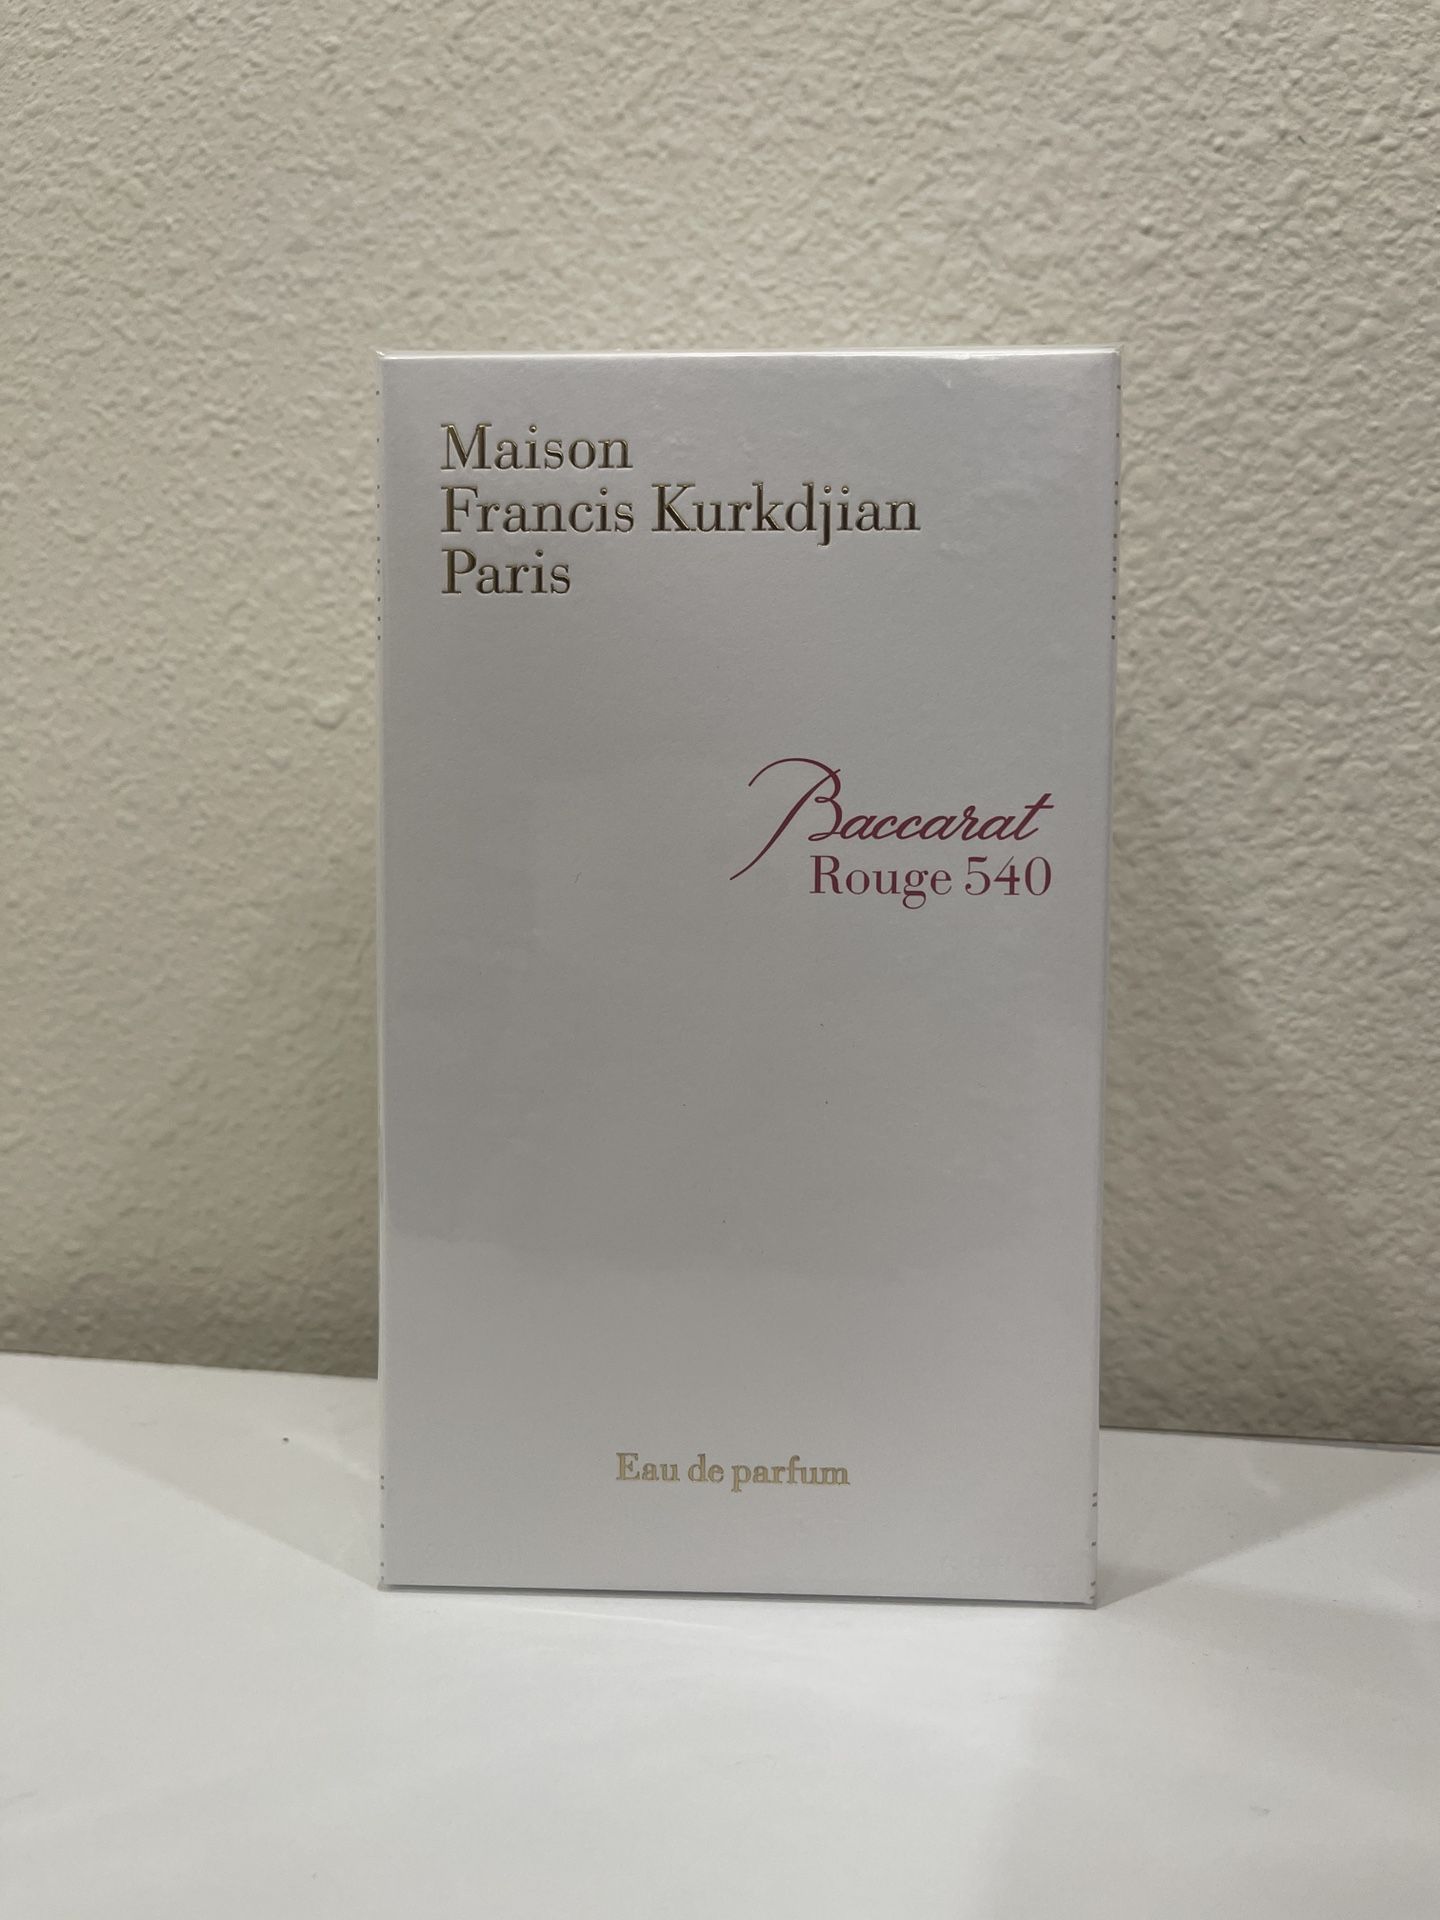 Maison
Francis Kurkdjian
Paris
Baccarat
Rouge 540
Eau de parfum